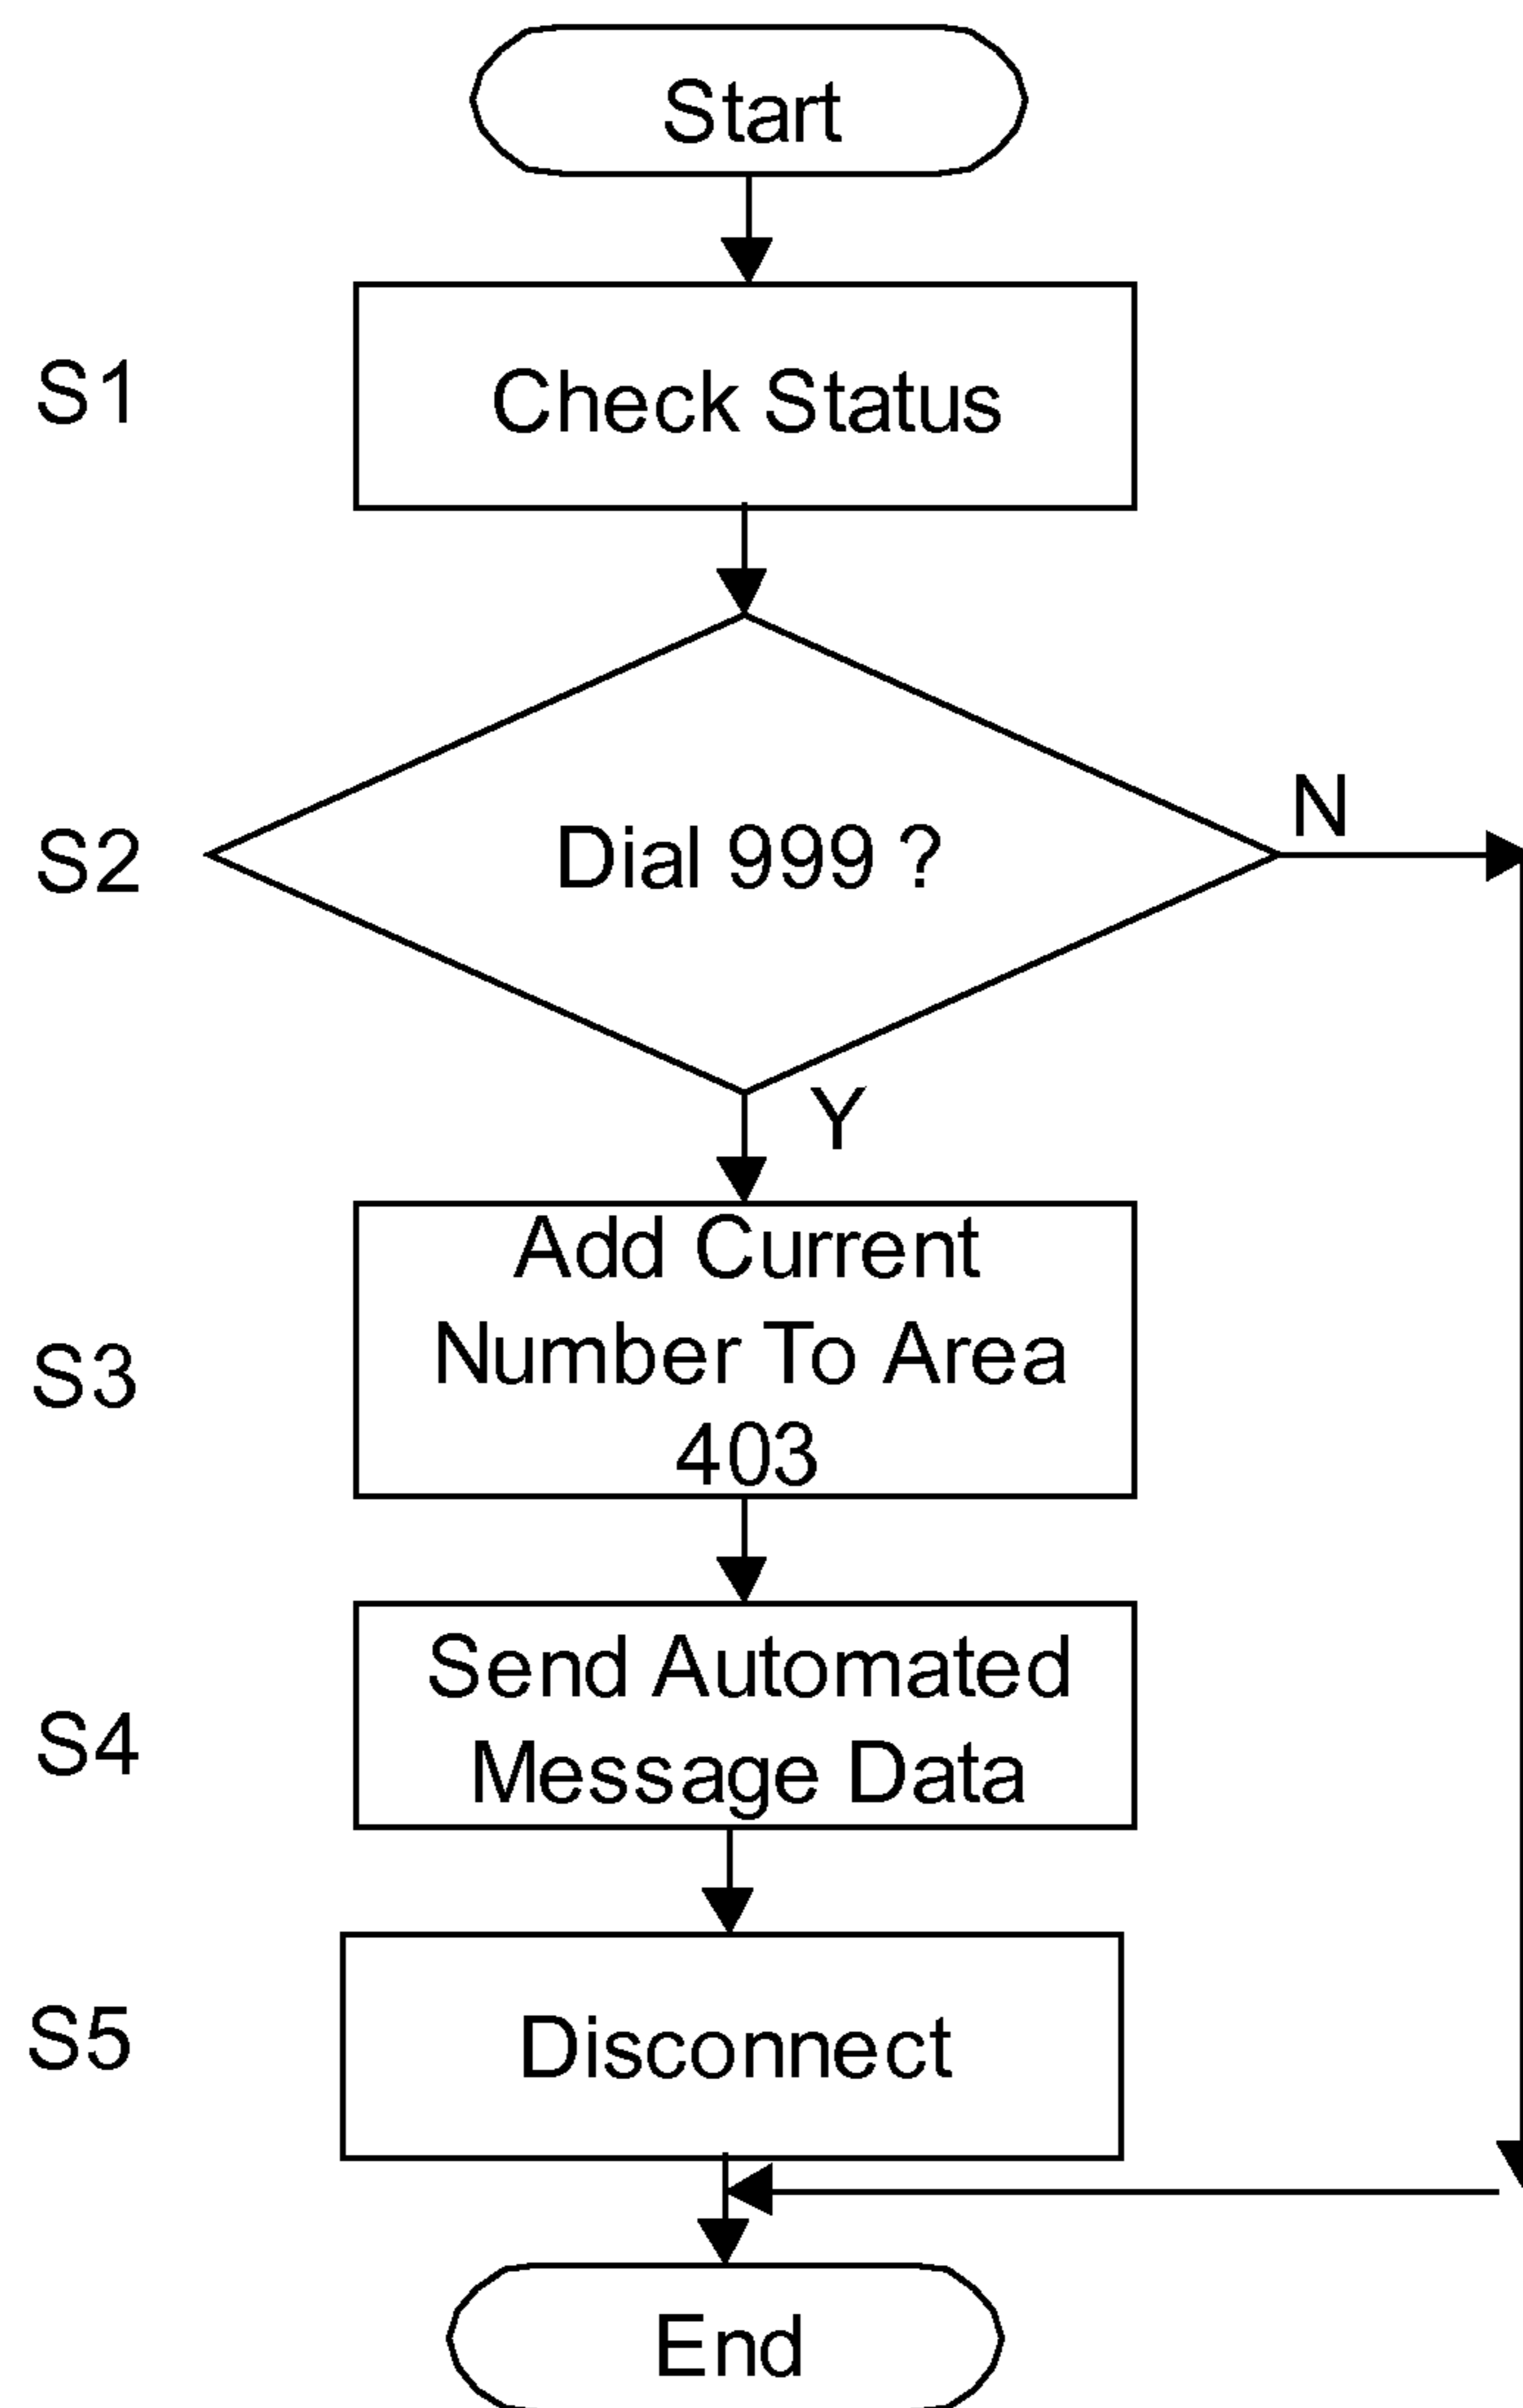 Start
S1
Check Status
S2
Dial 999 ?
N
Y
S3
Add Current
Number To Area
403
S4
Send Automated
Message Data
S5
Disconnect
End